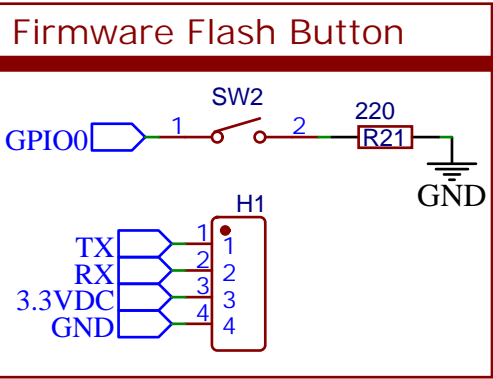 Firmware Flash Button
SW2
220
GPIO0 1 2 R21
GND
H1
TX 1 1
RX 2 2
3.3VDC 3 3
GND 4 4